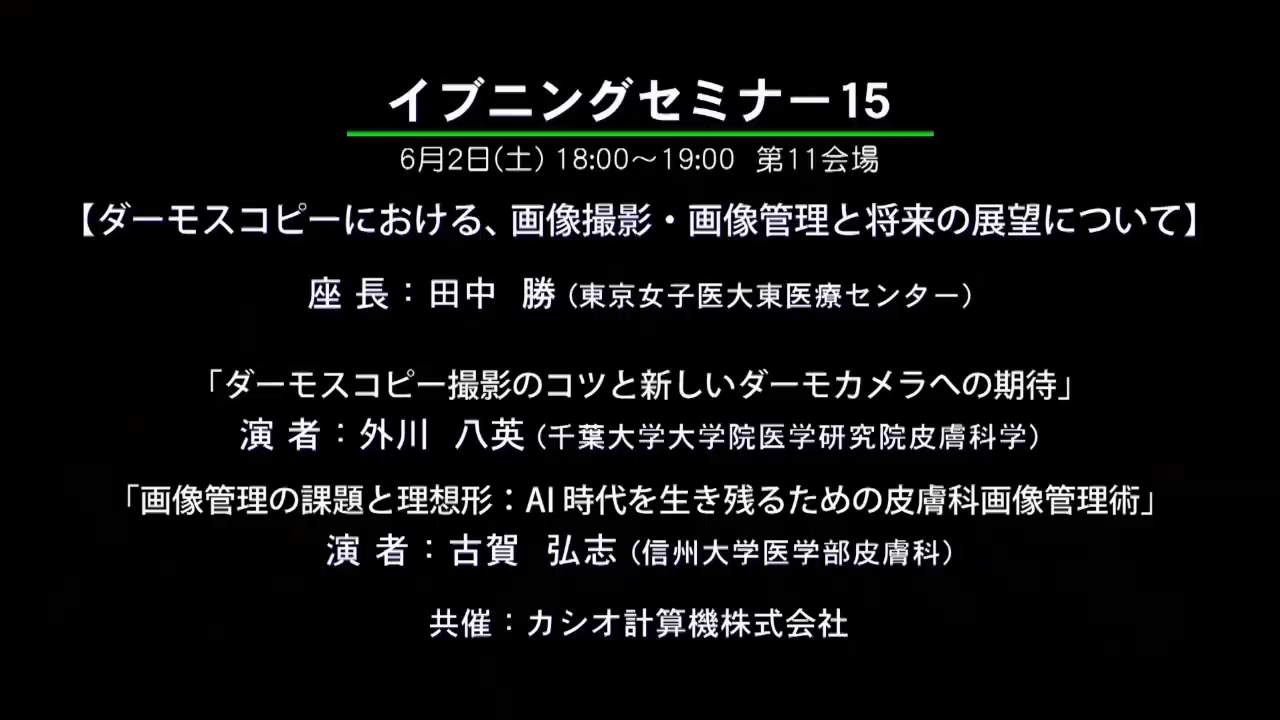 イブニングセミナー15
6月2日(土) 18:00～19:00 第11会場
【ダーモスコピーにおける、画像撮影・画像管理と将来の展望について】
座 長：田中 勝（東京女子医大東医療センター）
「ダーモスコピー撮影のコツと新しいダーモカメラへの期待」
演 者：外川 八英（千葉大学大学院医学研究院皮膚科学）
「画像管理の課題と理想形：AI 時代を生き残るための皮膚科画像管理術」
演 者：古賀 弘志（信州大学医学部皮膚科）
共催：カシオ計算機株式会社